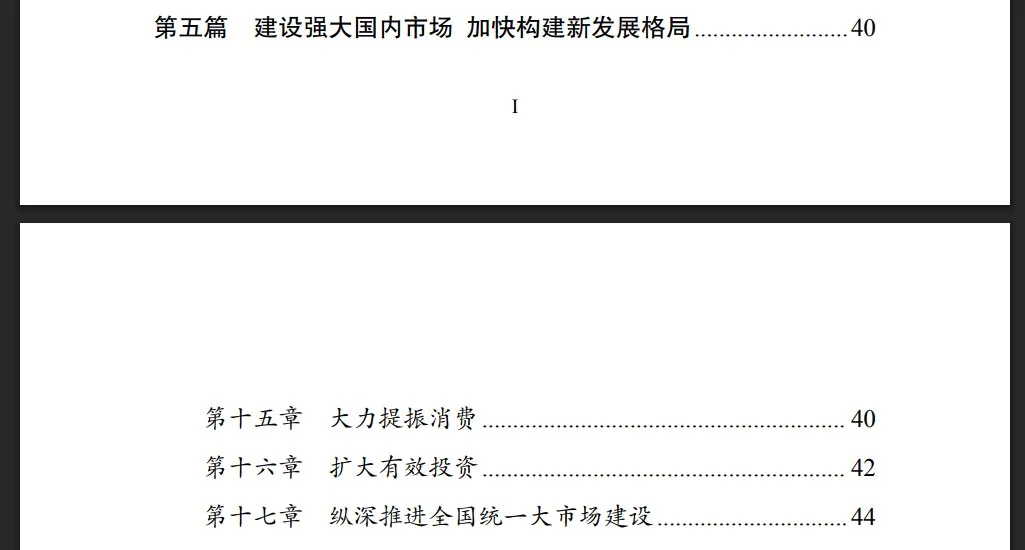 第五篇 建设强大国内市场 加快构建新发展格局.........................40
I
第十五章 大力提振消费............................................................40
第十六章 扩大有效投资............................................................42
第十七章 纵深推进全国统一大市场建设...............................44